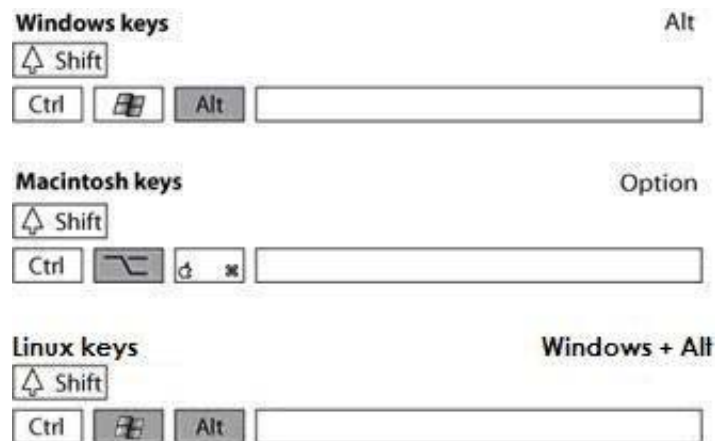 Windows keys Alt
Shift
Ctrl Alt
Macintosh keys Option
Shift
Ctrl
Linux keys Windows + Alt
Shift
Ctrl Alt